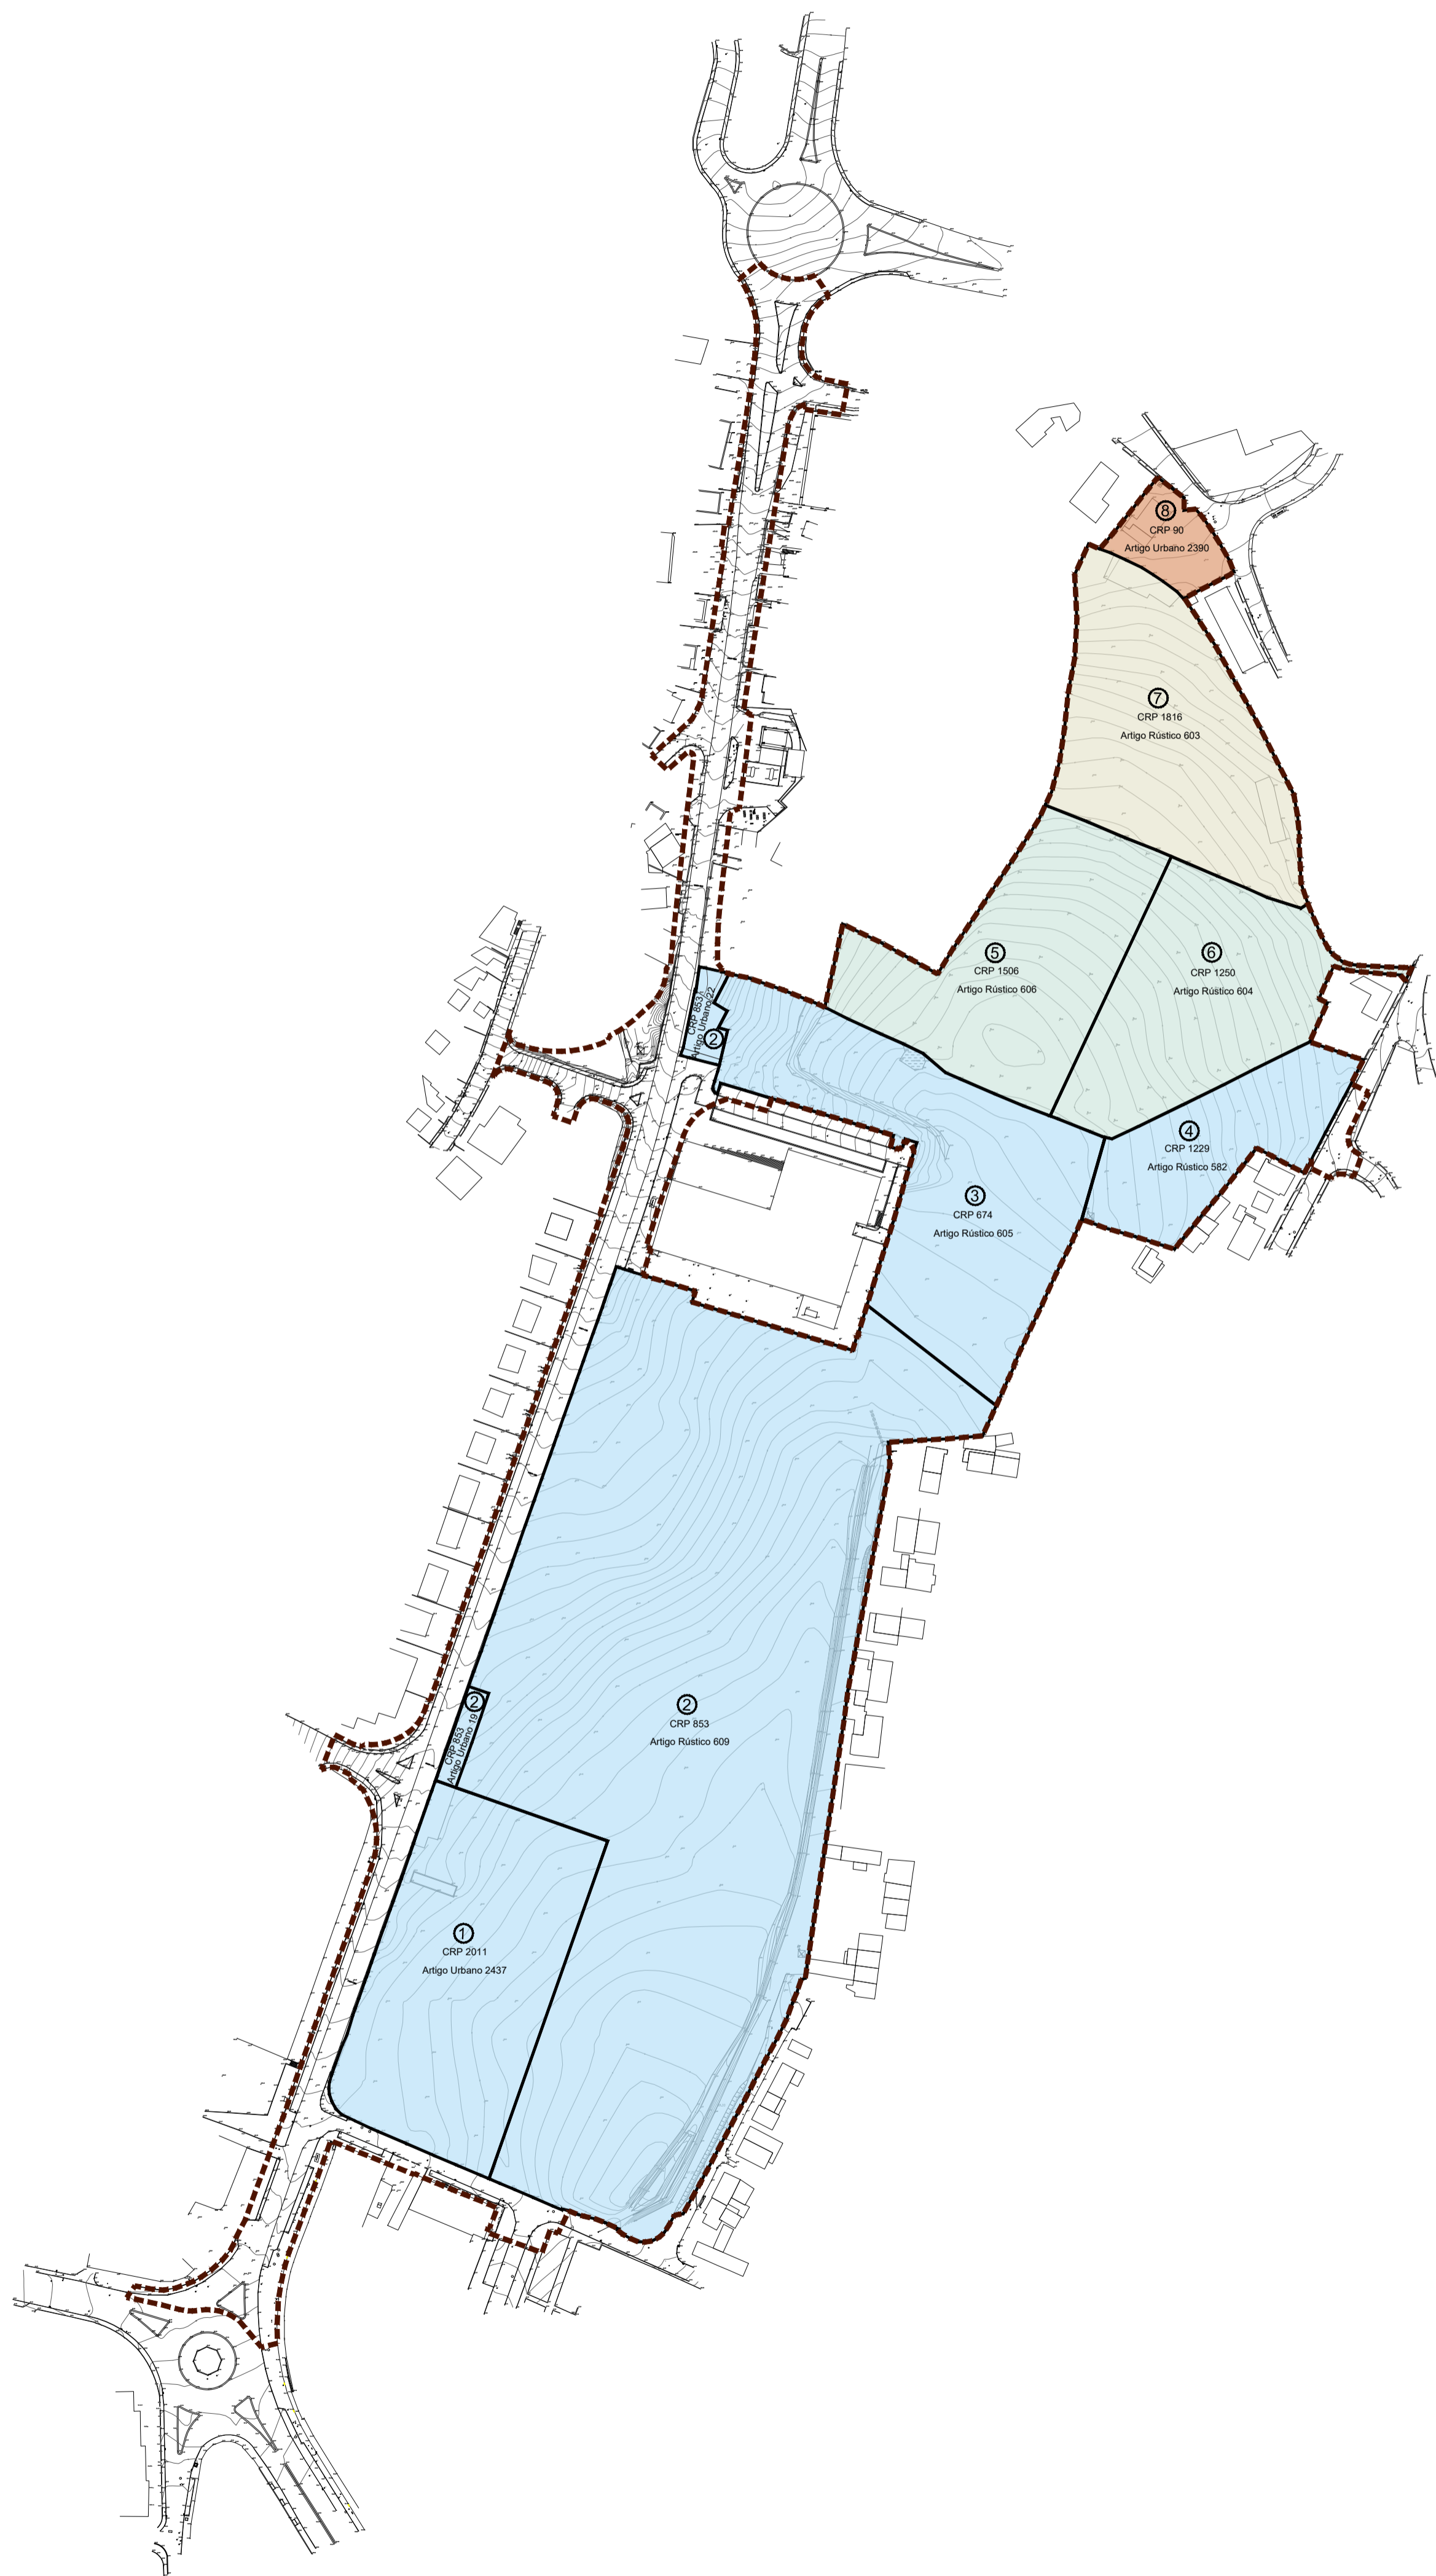 8
CRP 90
Artigo Urbano 2390
7
CRP 1816
Artigo Rústico 603
5
CRP 1506
Artigo Rústico 606
6
CRP 1250
Artigo Rústico 604
CRP 853
Artigo Urbano 22
2
4
CRP 1229
Artigo Rústico 582
3
CRP 674
Artigo Rústico 605
2
CRP 853
Artigo Urbano 19
2
CRP 853
Artigo Rústico 609
1
CRP 2011
Artigo Urbano 2437